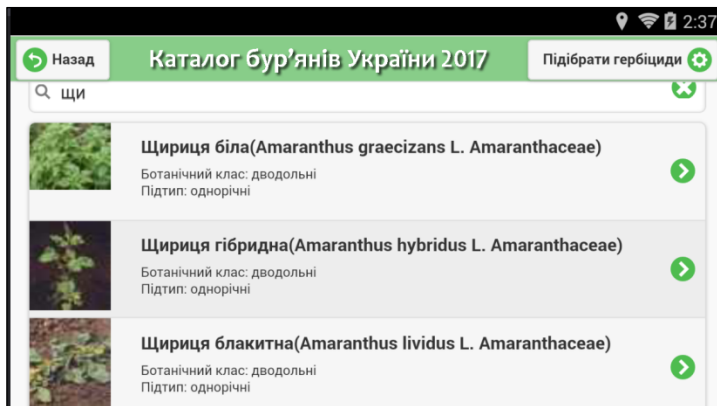 2:37
Назад
Каталог бур’янів України 2017
Підібрати гербіциди
щи
Щириця біла(Amaranthus graecizans L. Amaranthaceae)
Ботанічний клас: дводольні
Підтип: однорічні
Щириця гібридна(Amaranthus hybridus L. Amaranthaceae)
Ботанічний клас: дводольні
Підтип: однорічні
Щириця блакитна(Amaranthus lividus L. Amaranthaceae)
Ботанічний клас: дводольні
Підтип: однорічні